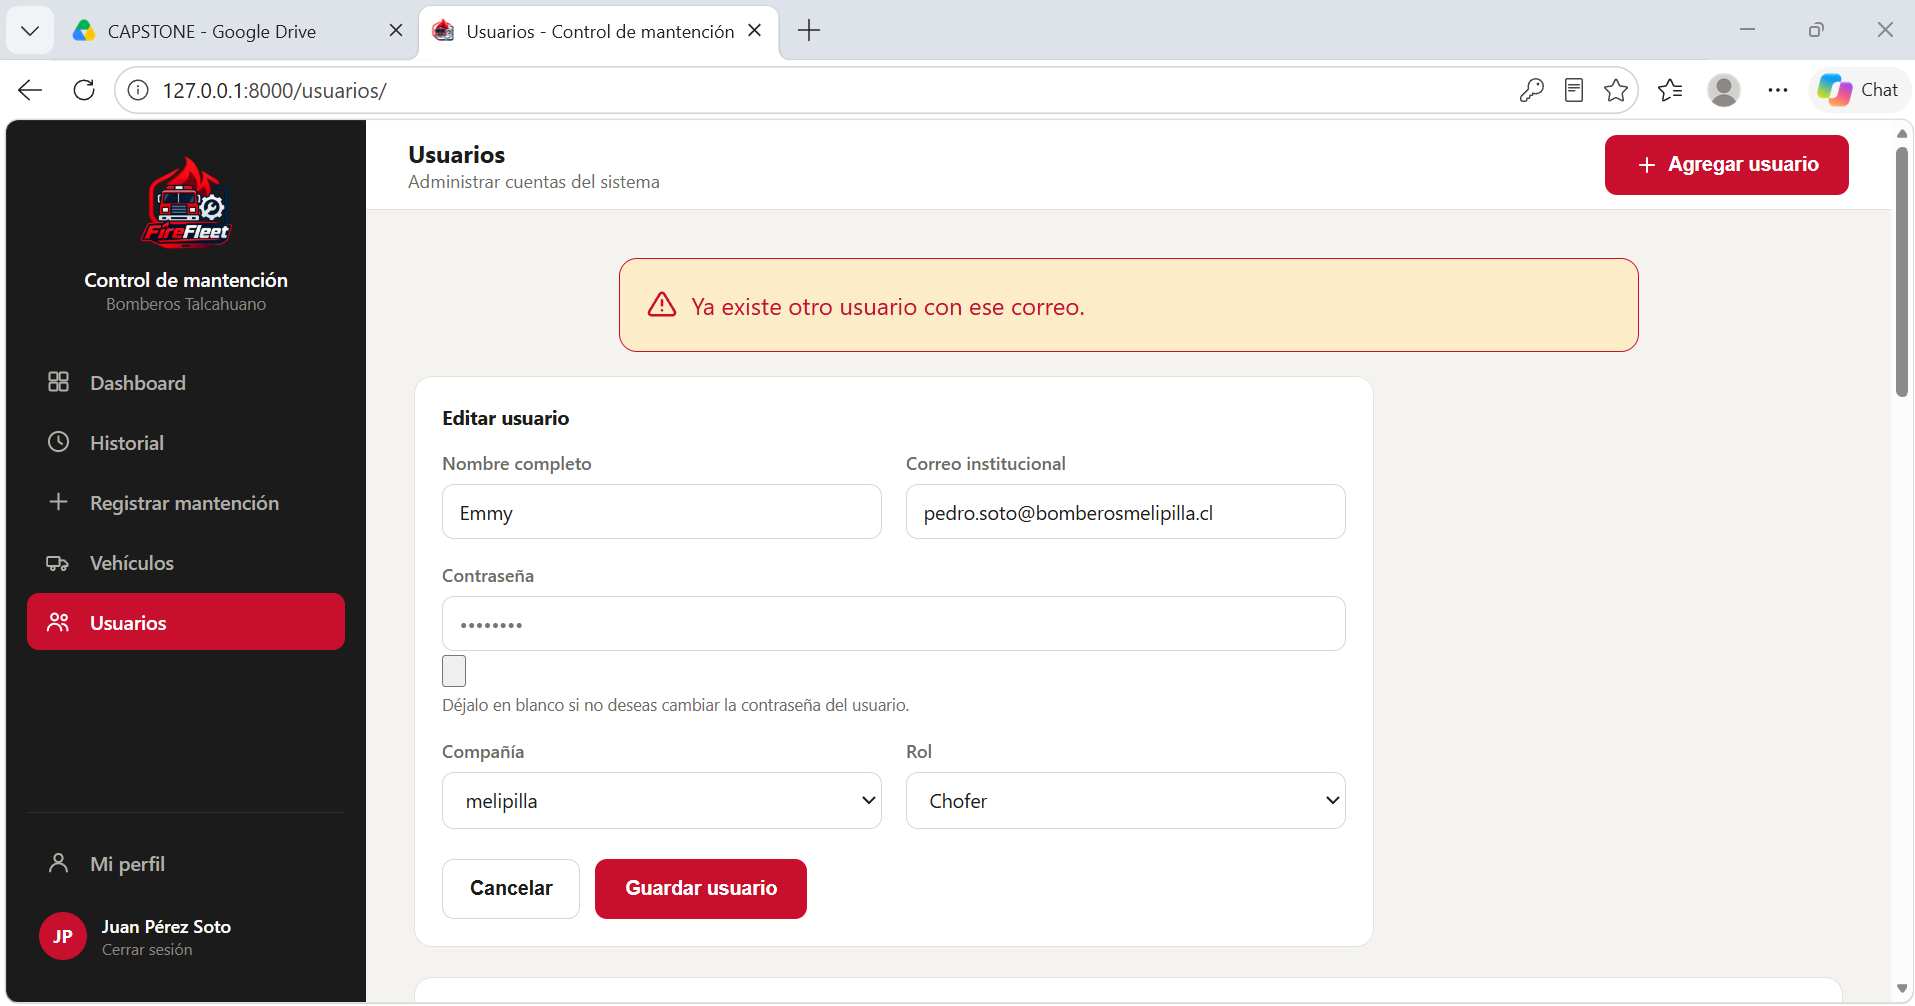 CAPSTONE - Google Drive
Usuarios - Control de mantención
127.0.0.1:8000/usuarios/
Chat
FireFleet
Control de mantención
Bomberos Talcahuano
Dashboard
Historial
Registrar mantención
Vehículos
Usuarios
Mi perfil
JP
Juan Pérez Soto
Cerrar sesión
Usuarios
Administrar cuentas del sistema
Agregar usuario
Ya existe otro usuario con ese correo.
Editar usuario
Nombre completo
Correo institucional
Emmy
pedro.soto@bomberosmelipilla.cl
Contraseña
••••••••
Déjalo en blanco si no deseas cambiar la contraseña del usuario.
Compañía
Rol
melipilla
Chofer
Cancelar
Guardar usuario